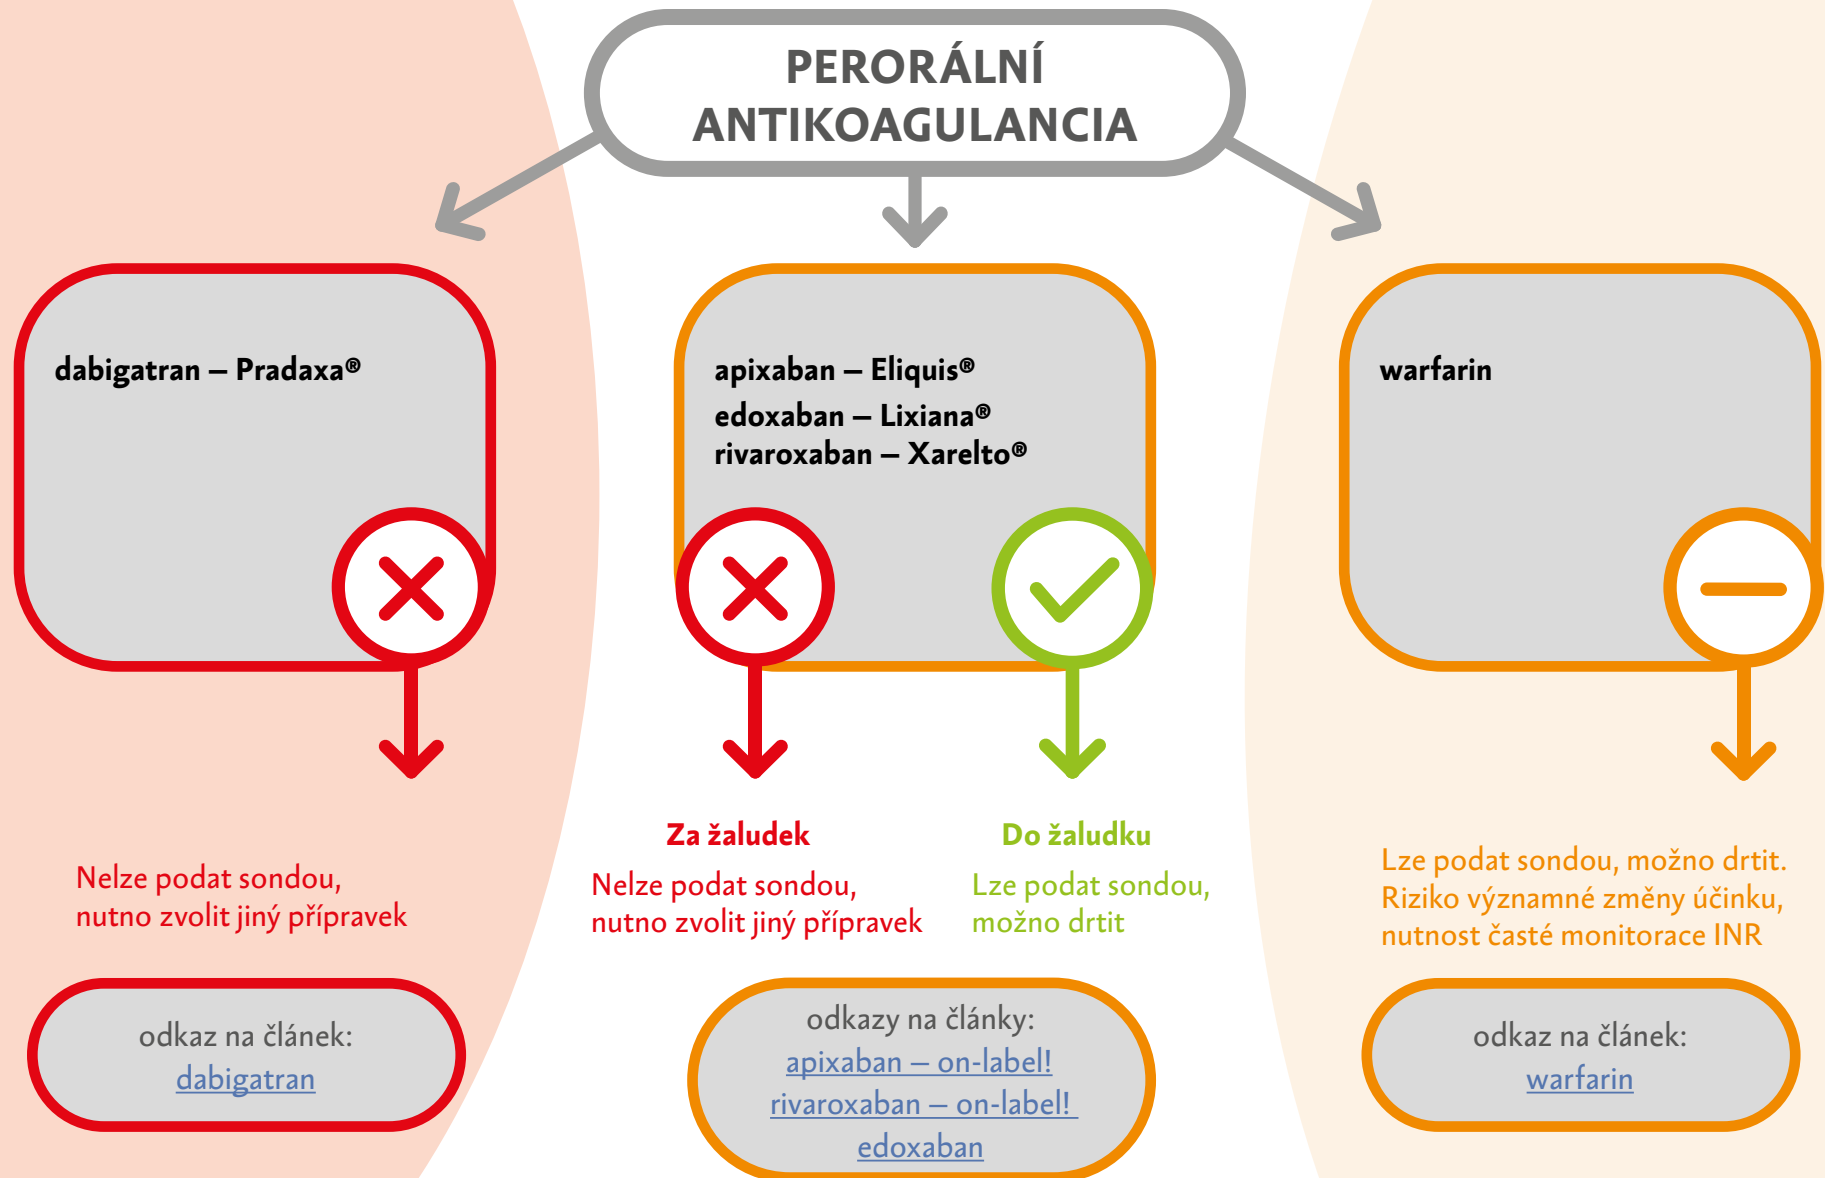 PERORÁLNÍ
ANTIKOAGULANCIA
dabigatran – Pradaxa®
apixaban – Eliquis®
edoxaban – Lixiana®
rivaroxaban – Xarelto®
warfarin
Nelze podat sondou,
nutno zvolit jiný přípravek
Za žaludek
Nelze podat sondou,
nutno zvolit jiný přípravek
Do žaludku
Lze podat sondou,
možno drtit
Lze podat sondou, možno drtit.
Riziko významné změny účinku,
nutnost časté monitorace INR
odkaz na článek:
dabigatran
odkazy na články:
apixaban – on-label!
rivaroxaban – on-label!
edoxaban
odkaz na článek:
warfarin